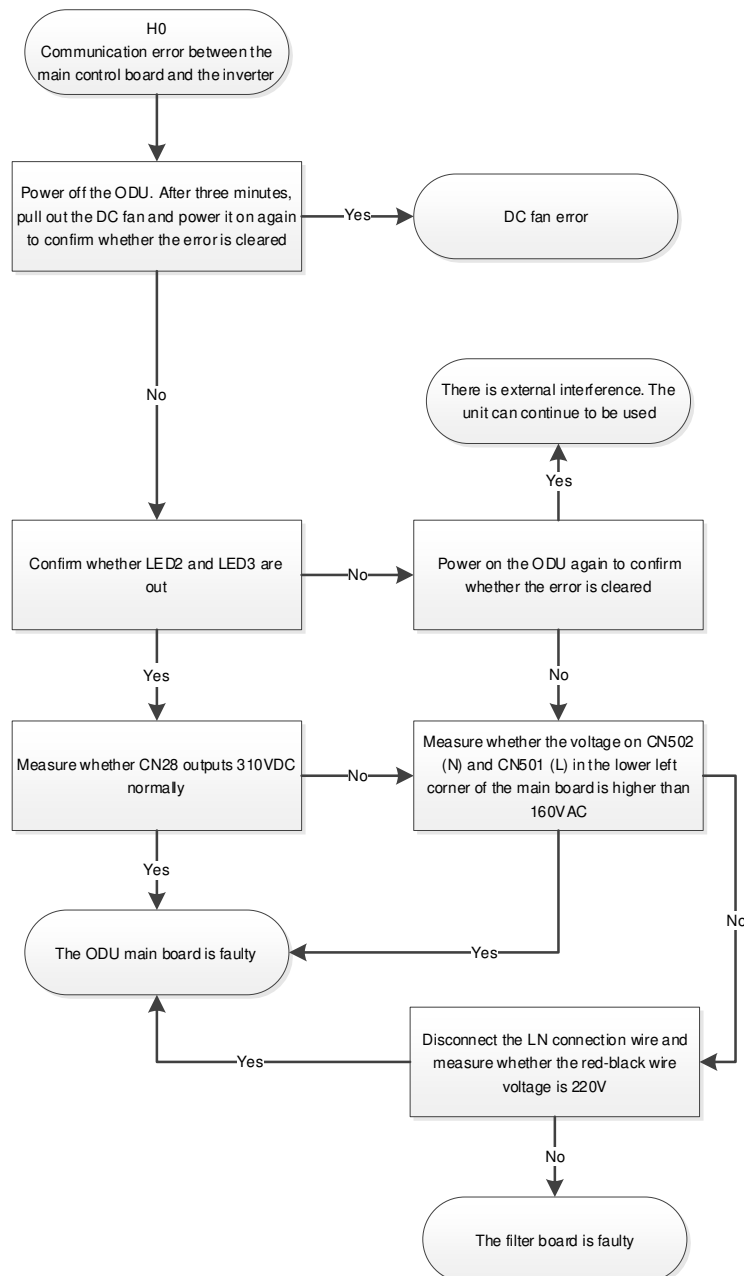 H0
Communication error between the
main control board and the inverter
Power off the ODU. After three minutes,
pull out the DC fan and power it on again
to confirm whether the error is cleared
Yes
DC fan error
No
There is external interference. The
unit can continue to be used
Yes
Confirm whether LED2 and LED3 are
out
No
Power on the ODU again to confirm
whether the error is cleared
Yes
No
Measure whether CN28 outputs 310VDC
normally
No
Measure whether the voltage on CN502
(N) and CN501 (L) in the lower left
corner of the main board is higher than
160VAC
Yes
No
The ODU main board is faulty
Yes
Disconnect the LN connection wire and
measure whether the red-black wire
voltage is 220V
Yes
No
The filter board is faulty